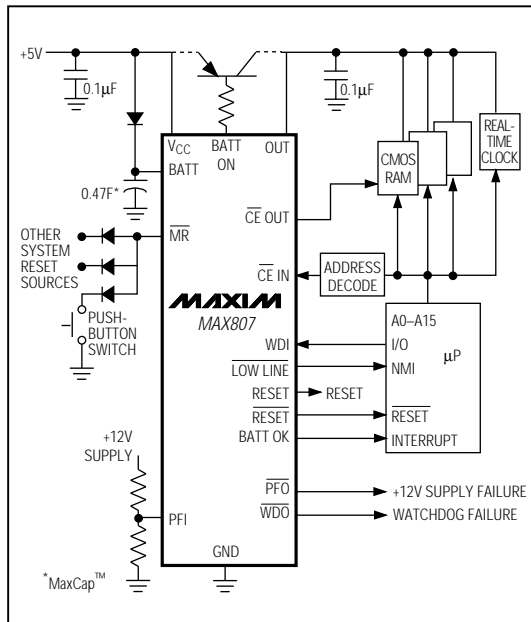 +5V
0.1µF
0.1µF
VCC
BATT
ON
OUT
BATT
0.47F*
CMOS
RAM
REAL-
TIME
CLOCK
CE OUT
OTHER
SYSTEM
RESET
SOURCES
MR
CE IN
ADDRESS
DECODE
MAXIM
MAX807
PUSH-
BUTTON
SWITCH
A0–A15
WDI
I/O
µP
LOW LINE
NMI
RESET
RESET
RESET
RESET
BATT OK
INTERRUPT
+12V
SUPPLY
PFO
+12V SUPPLY FAILURE
PFI
WDO
WATCHDOG FAILURE
GND
*MaxCap™